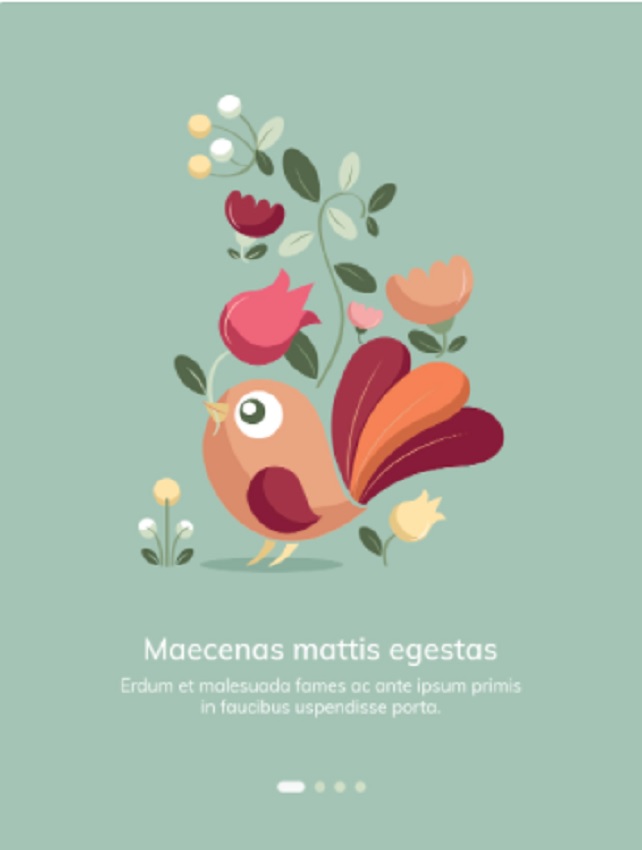 Maecenas mattis egestas
Erdum et malesuada fames ac ante ipsum primis
in faucibus uspendisse porta.